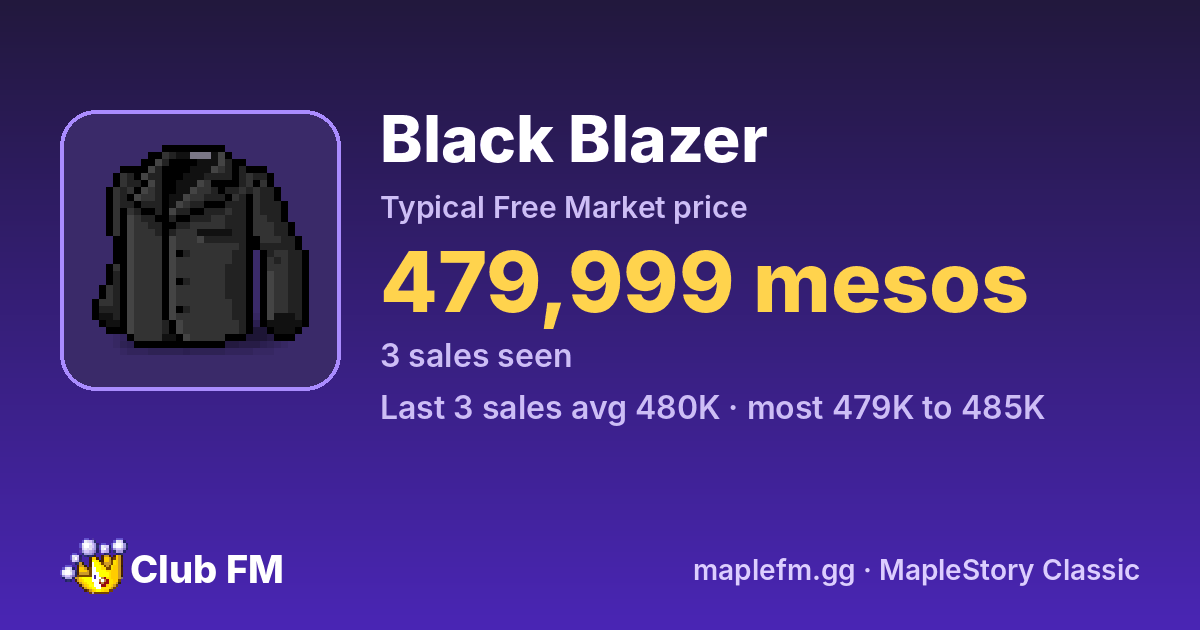 Black Blazer
Typical Free Market price
479,999 mesos
3 sales seen
Last 3 sales avg 480K · most 479K to 485K
Club FM
maplefm.gg · MapleStory Classic